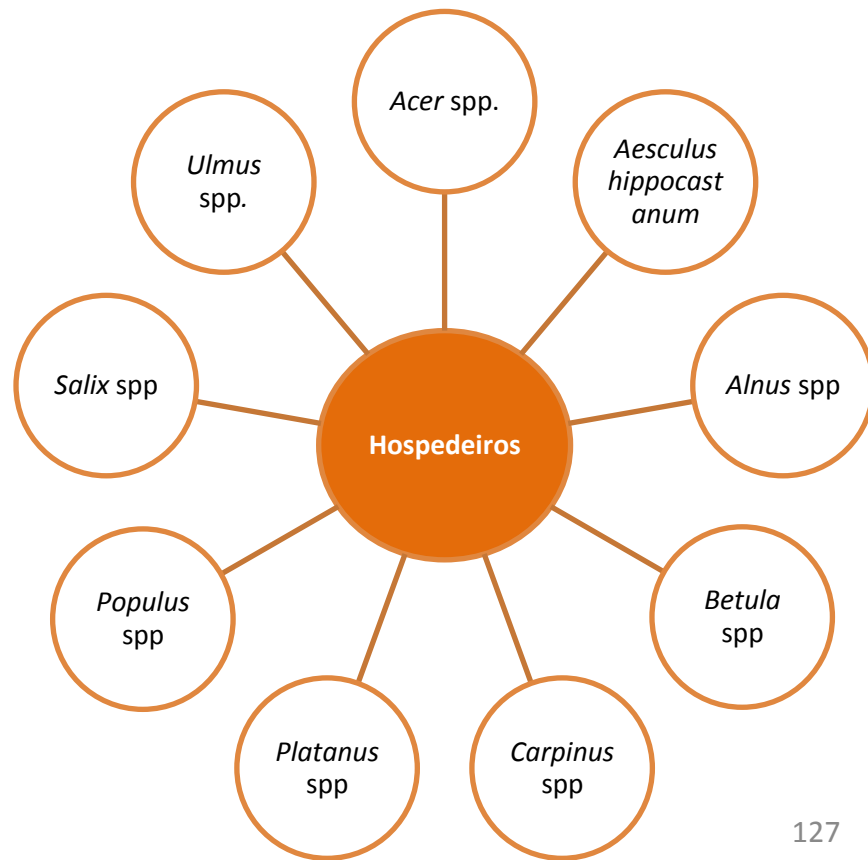 Acer spp.
Aesculus
hippocast
anum
Alnus spp
Betula
spp
Carpinus
spp
Platanus
spp
Populus
spp
Salix spp
Ulmus
spp.
Hospedeiros
127